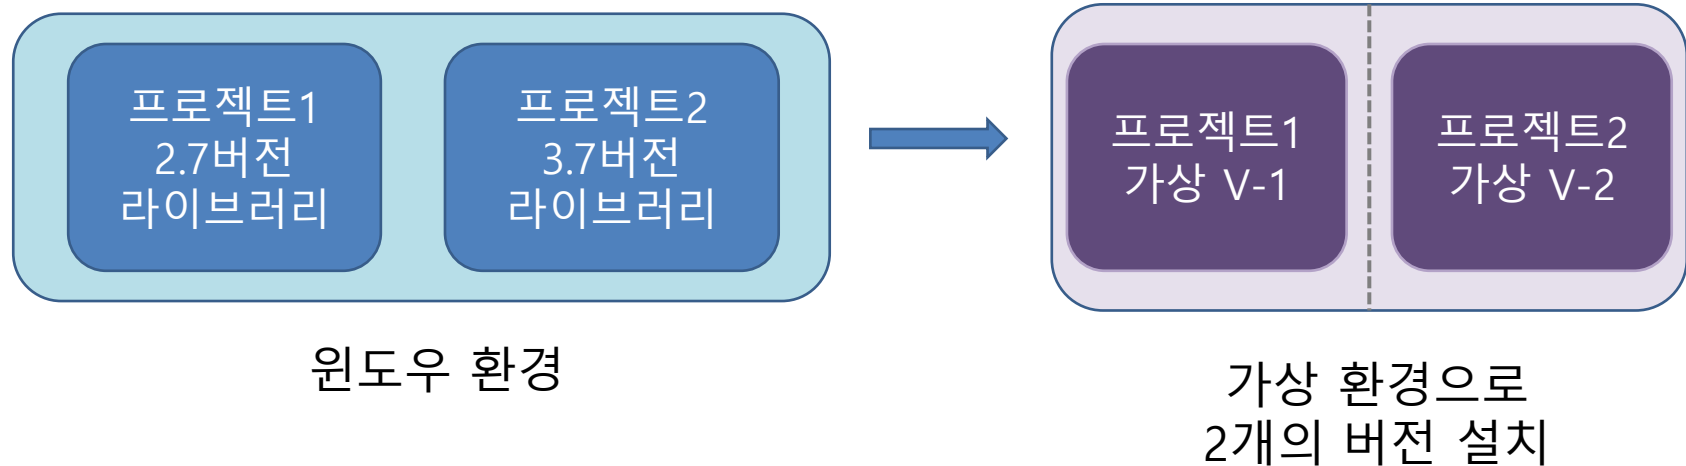 프로젝트1
2.7버전
라이브러리
프로젝트2
3.7버전
라이브러리
윈도우 환경
프로젝트1
가상 V-1
프로젝트2
가상 V-2
가상 환경으로
2개의 버전 설치